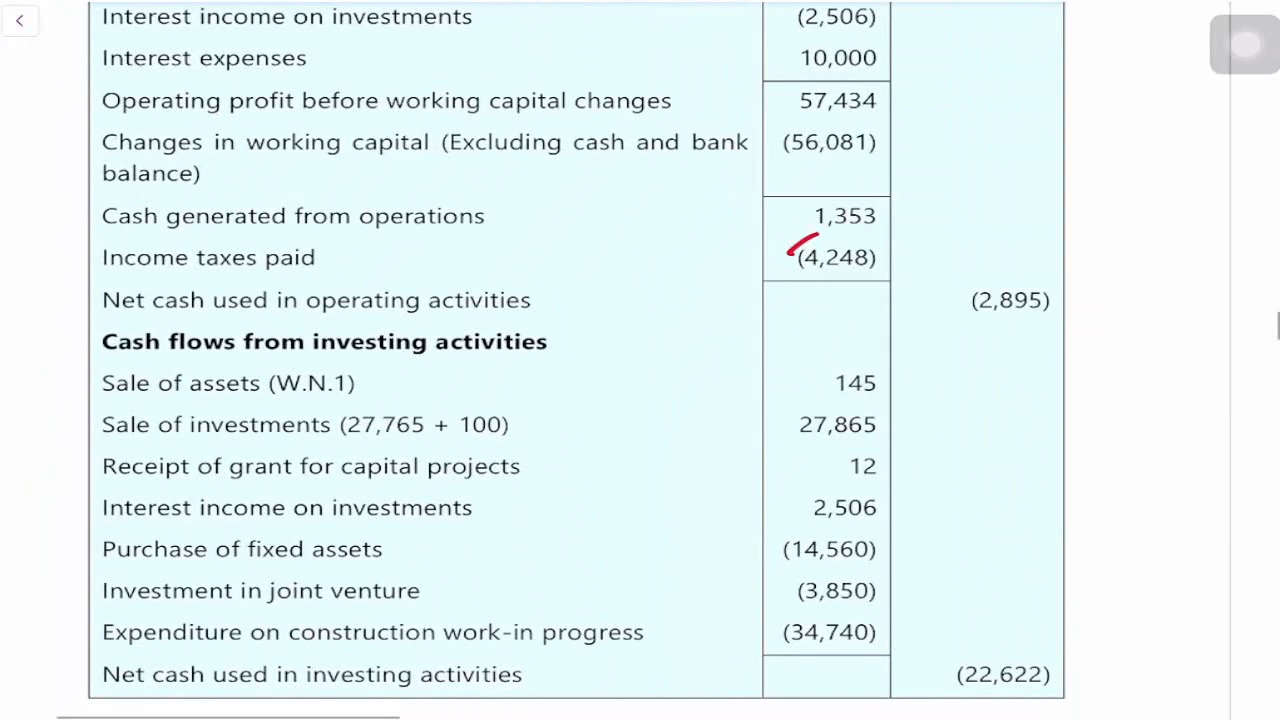 Interest income on investments (2,506)
Interest expenses 10,000
Operating profit before working capital changes 57,434
Changes in working capital (Excluding cash and bank (56,081)
balance)
Cash generated from operations 1,353
Income taxes paid (4,248)
Net cash used in operating activities (2,895)
Cash flows from investing activities
Sale of assets (W.N.1) 145
Sale of investments (27,765 + 100) 27,865
Receipt of grant for capital projects 12
Interest income on investments 2,506
Purchase of fixed assets (14,560)
Investment in joint venture (3,850)
Expenditure on construction work-in progress (34,740)
Net cash used in investing activities (22,622)